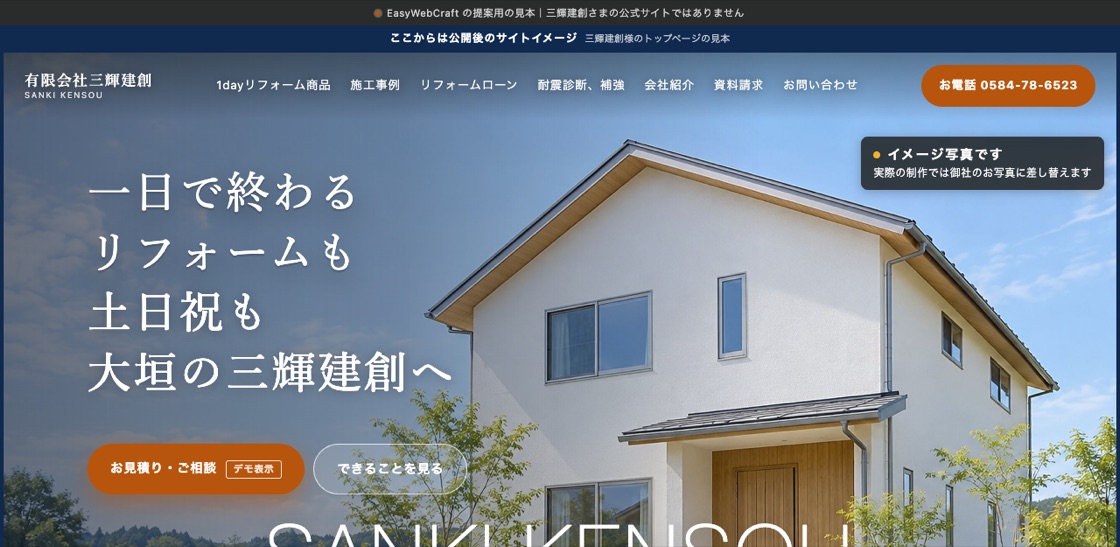 EasyWebCraft の提案用の見本｜三輝建創さまの公式サイトではありません
ここからは公開後のサイトイメージ 三輝建創様のトップページの見本
有限会社三輝建創
SANKI KENSOU
1dayリフォーム商品 施工事例 リフォームローン 耐震診断、補強 会社紹介 資料請求 お問い合わせ
お電話 0584-78-6523
イメージ写真です
実際の制作では御社のお写真に差し替えます
一日で終わる
リフォームも
土日祝も
大垣の三輝建創へ
お見積り・ご相談 デモ表示
できることを見る
SANKI KENSOU